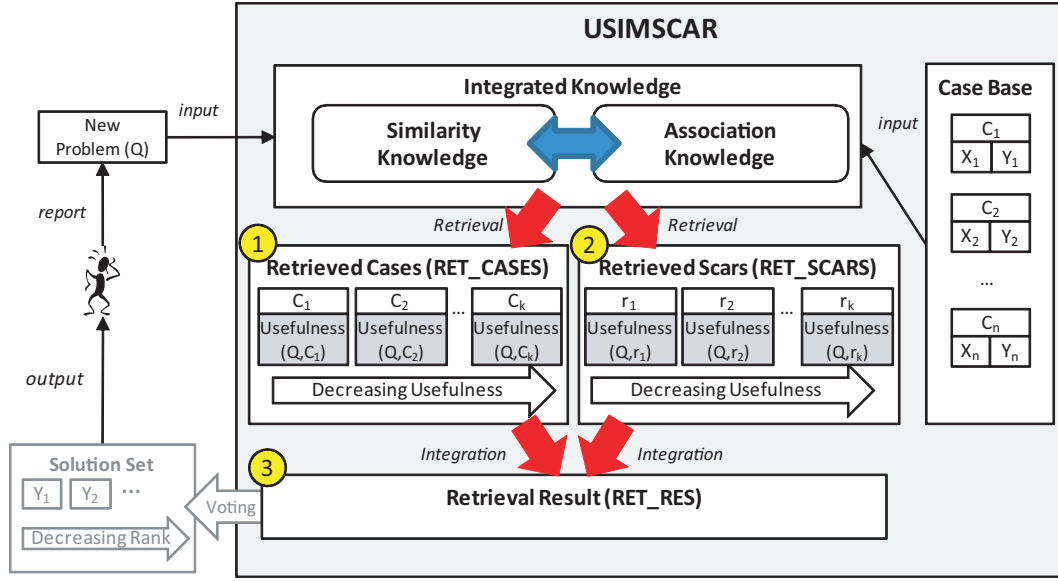 USIMSCAR
Integrated Knowledge
Similarity
Knowledge
Association
Knowledge
Case Base
C1
X1 Y1
C2
X2 Y2
...
Cn
Xn Yn
input
input
New
Problem (Q)
report
output
Retrieval
Retrieval
1
Retrieved Cases (RET_CASES)
C1 C2 ... Ck
Usefulness Usefulness Usefulness
(Q,C1) (Q,C2) (Q,Ck)
Decreasing Usefulness
2
Retrieved Scars (RET_SCARS)
r1 r2 ... rk
Usefulness Usefulness Usefulness
(Q,r1) (Q,r2) (Q,rk)
Decreasing Usefulness
Integration
Integration
3
Retrieval Result (RET_RES)
Voting
Solution Set
Y1 Y2 ...
Decreasing Rank